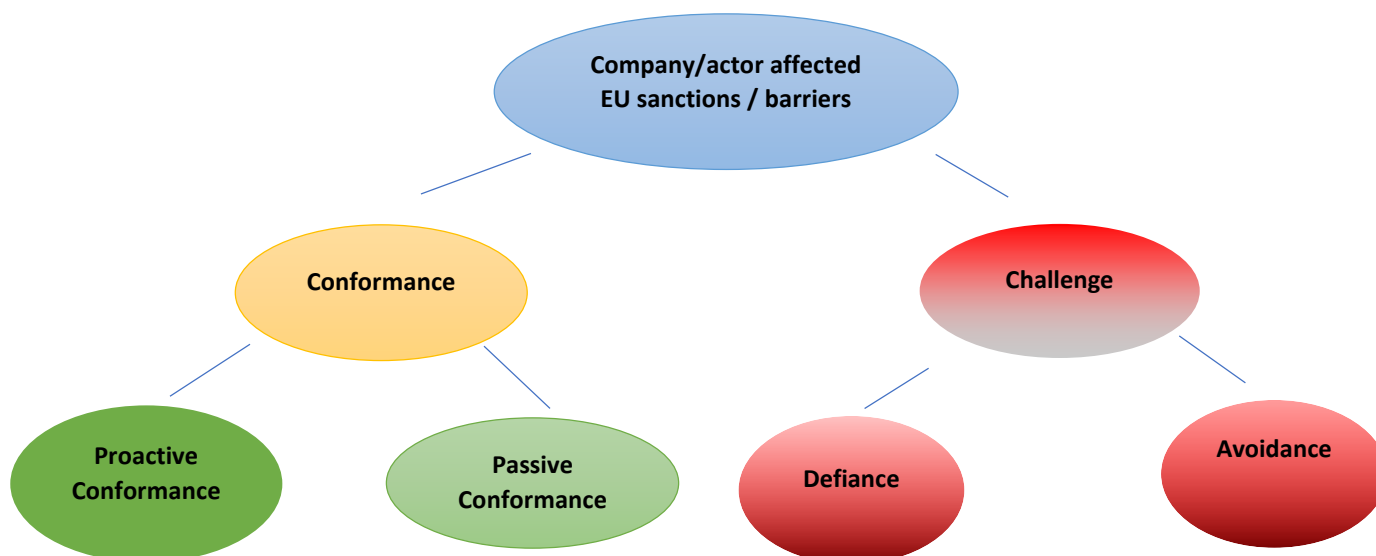 Company/actor affected
EU sanctions / barriers
Conformance
Challenge
Proactive
Conformance
Passive
Conformance
Defiance
Avoidance